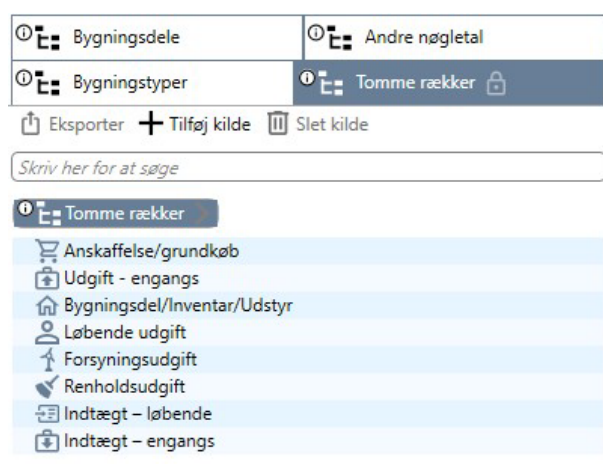 Bygningsdele
Andre nøgletal
Bygningstyper
Tomme rækker
Eksporter Tilføj kilde Slet kilde
Skriv her for at søge
Tomme rækker
Anskaffelse/grundkøb
Udgift - engangs
Bygningsdel/Inventar/Udstyr
Løbende udgift
Forsyningsudgift
Renholdsudgift
Indtægt – løbende
Indtægt – engangs